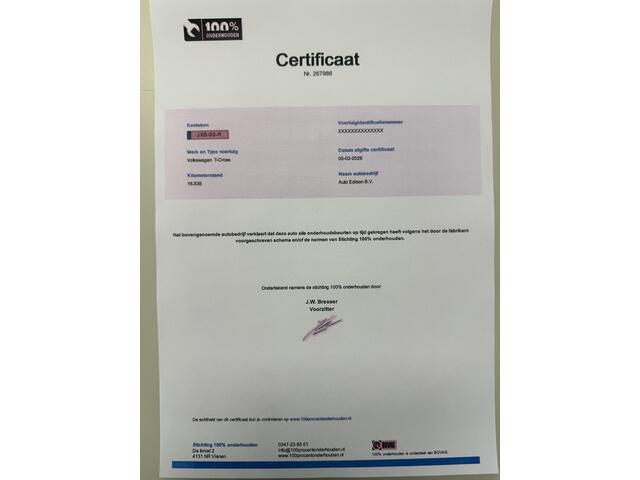 100%
ONDERHOUDEN
Certificaat
Nr. 267986
Kenteken
Voertuigidentificatienummer
XXXXXXXXXXXXXX
Merk en Type voertuig
Datum afgifte certificaat
Volkswagen T-Cross
05-02-2026
Kilometerstand
Naam autobedrijf
Auto Edison B.V.
Het bovengenoemde autobedrijf verklaart dat deze auto alle onderhoudsbeurten op tijd gekregen heeft volgens het door de fabrikant
voorgeschreven schema en/of de normen van Stichting 100% onderhouden.
Ondertekend namens de stichting 100% onderhouden door:
J.W. Bresser
Voorzitter
De echtheid van dit certificaat kun je controleren op www.100procentonderhouden.nl
Stichting 100% onderhouden
0347-23 80 01
BOVAG
De limiet 2
info@100procentonderhouden.nl
4131 NR Vianen
www.100procentonderhouden.nl
100% onderhouden is onderdeel van BOVAG